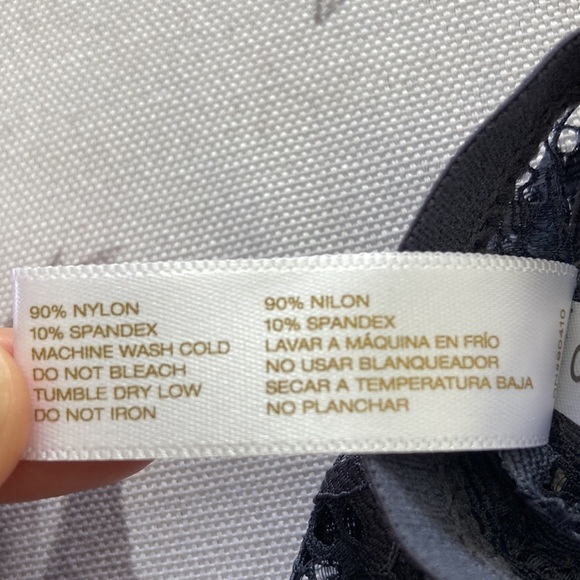 90% NYLON
10% SPANDEX
MACHINE WASH COLD
DO NOT BLEACH
TUMBLE DRY LOW
DO NOT IRON
90% NILON
10% SPANDEX
LAVAR A MÁQUINA EN FRÍO
NO USAR BLANQUEADOR
SECAR A TEMPERATURA BAJA
NO PLANCHAR